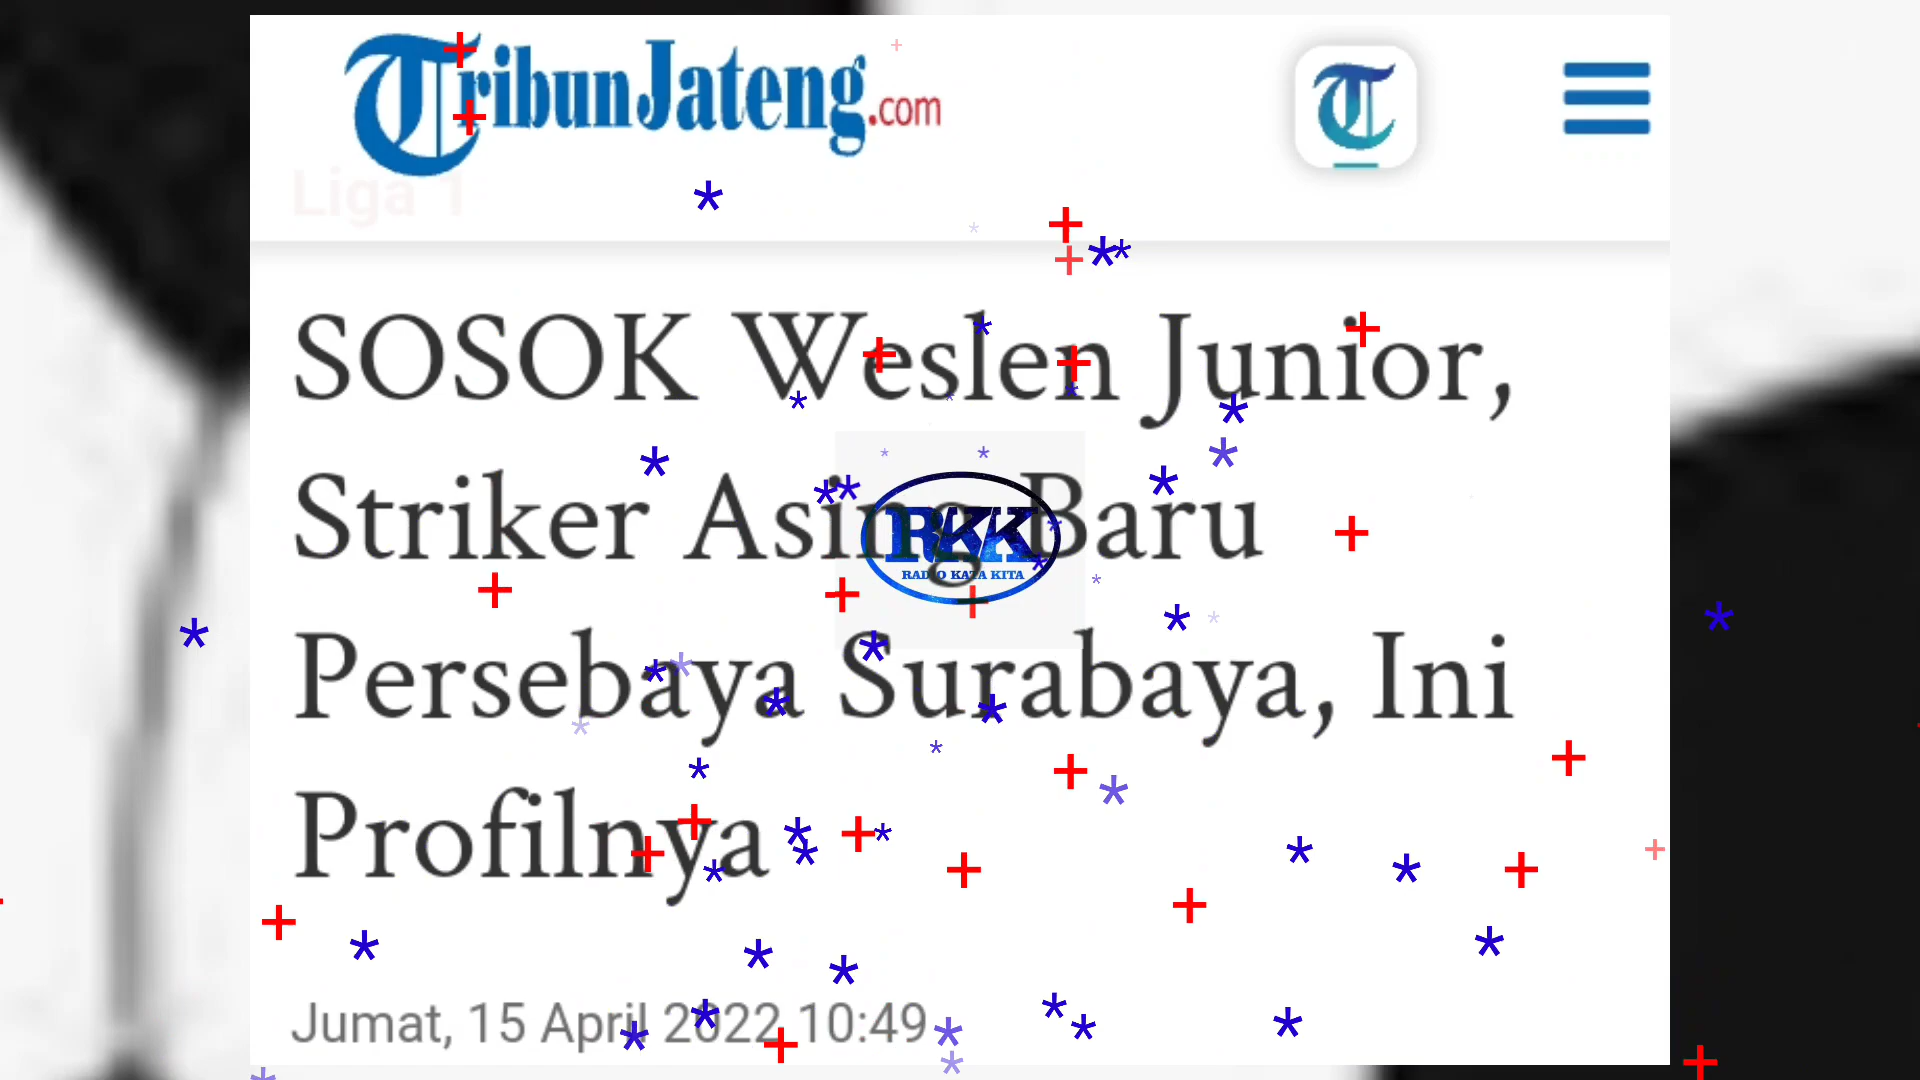 TribunJateng.com
Liga 1
SOSOK Weslen Junior,
Striker Asing Baru
RKK
RADIO KATA KITA
Persebaya Surabaya, Ini
Profilnya
Jumat, 15 April 2022 10:49